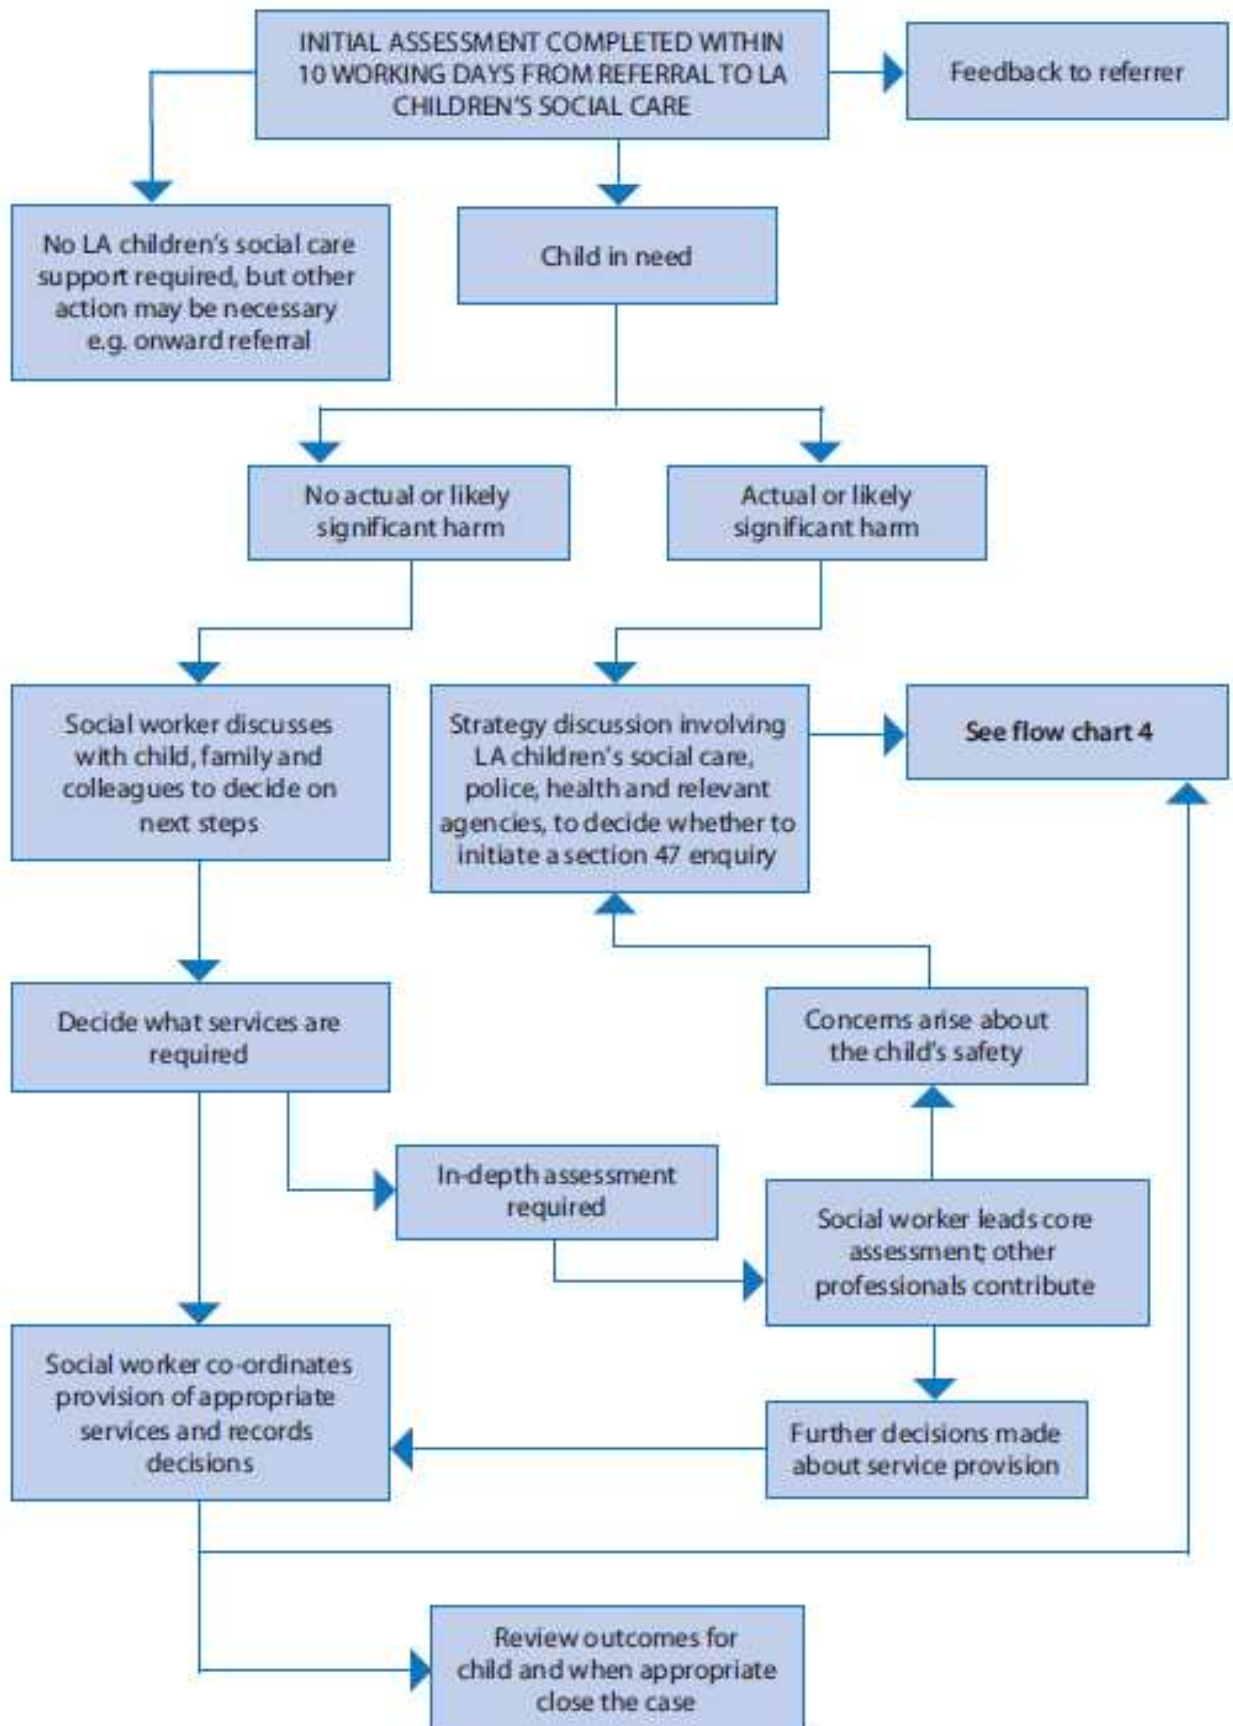 INITIAL ASSESSMENT COMPLETED WITHIN
10 WORKING DAYS FROM REFERRAL TO LA
CHILDREN'S SOCIAL CARE
Feedback to referrer
No LA children's social care
support required, but other
action may be necessary
e.g. onward referral
Child in need
No actual or likely
significant harm
Actual or likely
significant harm
Social worker discusses
with child, family and
colleagues to decide on
next steps
Strategy discussion involving
LA children's social care,
police, health and relevant
agencies, to decide whether to
initiate a section 47 enquiry
See flow chart 4
Decide what services are
required
Concerns arise about
the child's safety
In-depth assessment
required
Social worker leads core
assessment; other
professionals contribute
Social worker co-ordinates
provision of appropriate
services and records
decisions
Further decisions made
about service provision
Review outcomes for
child and when appropriate
close the case